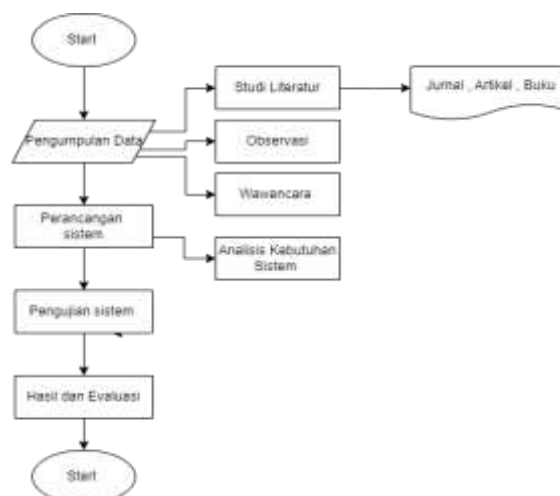 Start
Studi Literatur
Jurnal , Artikel , Buku
Pengumpulan Data
Observasi
Wawancara
Perancangan
sistem
Analisis Kebutuhan
Sistem
Pengujian sistem
Hasil dan Evaluasi
Start